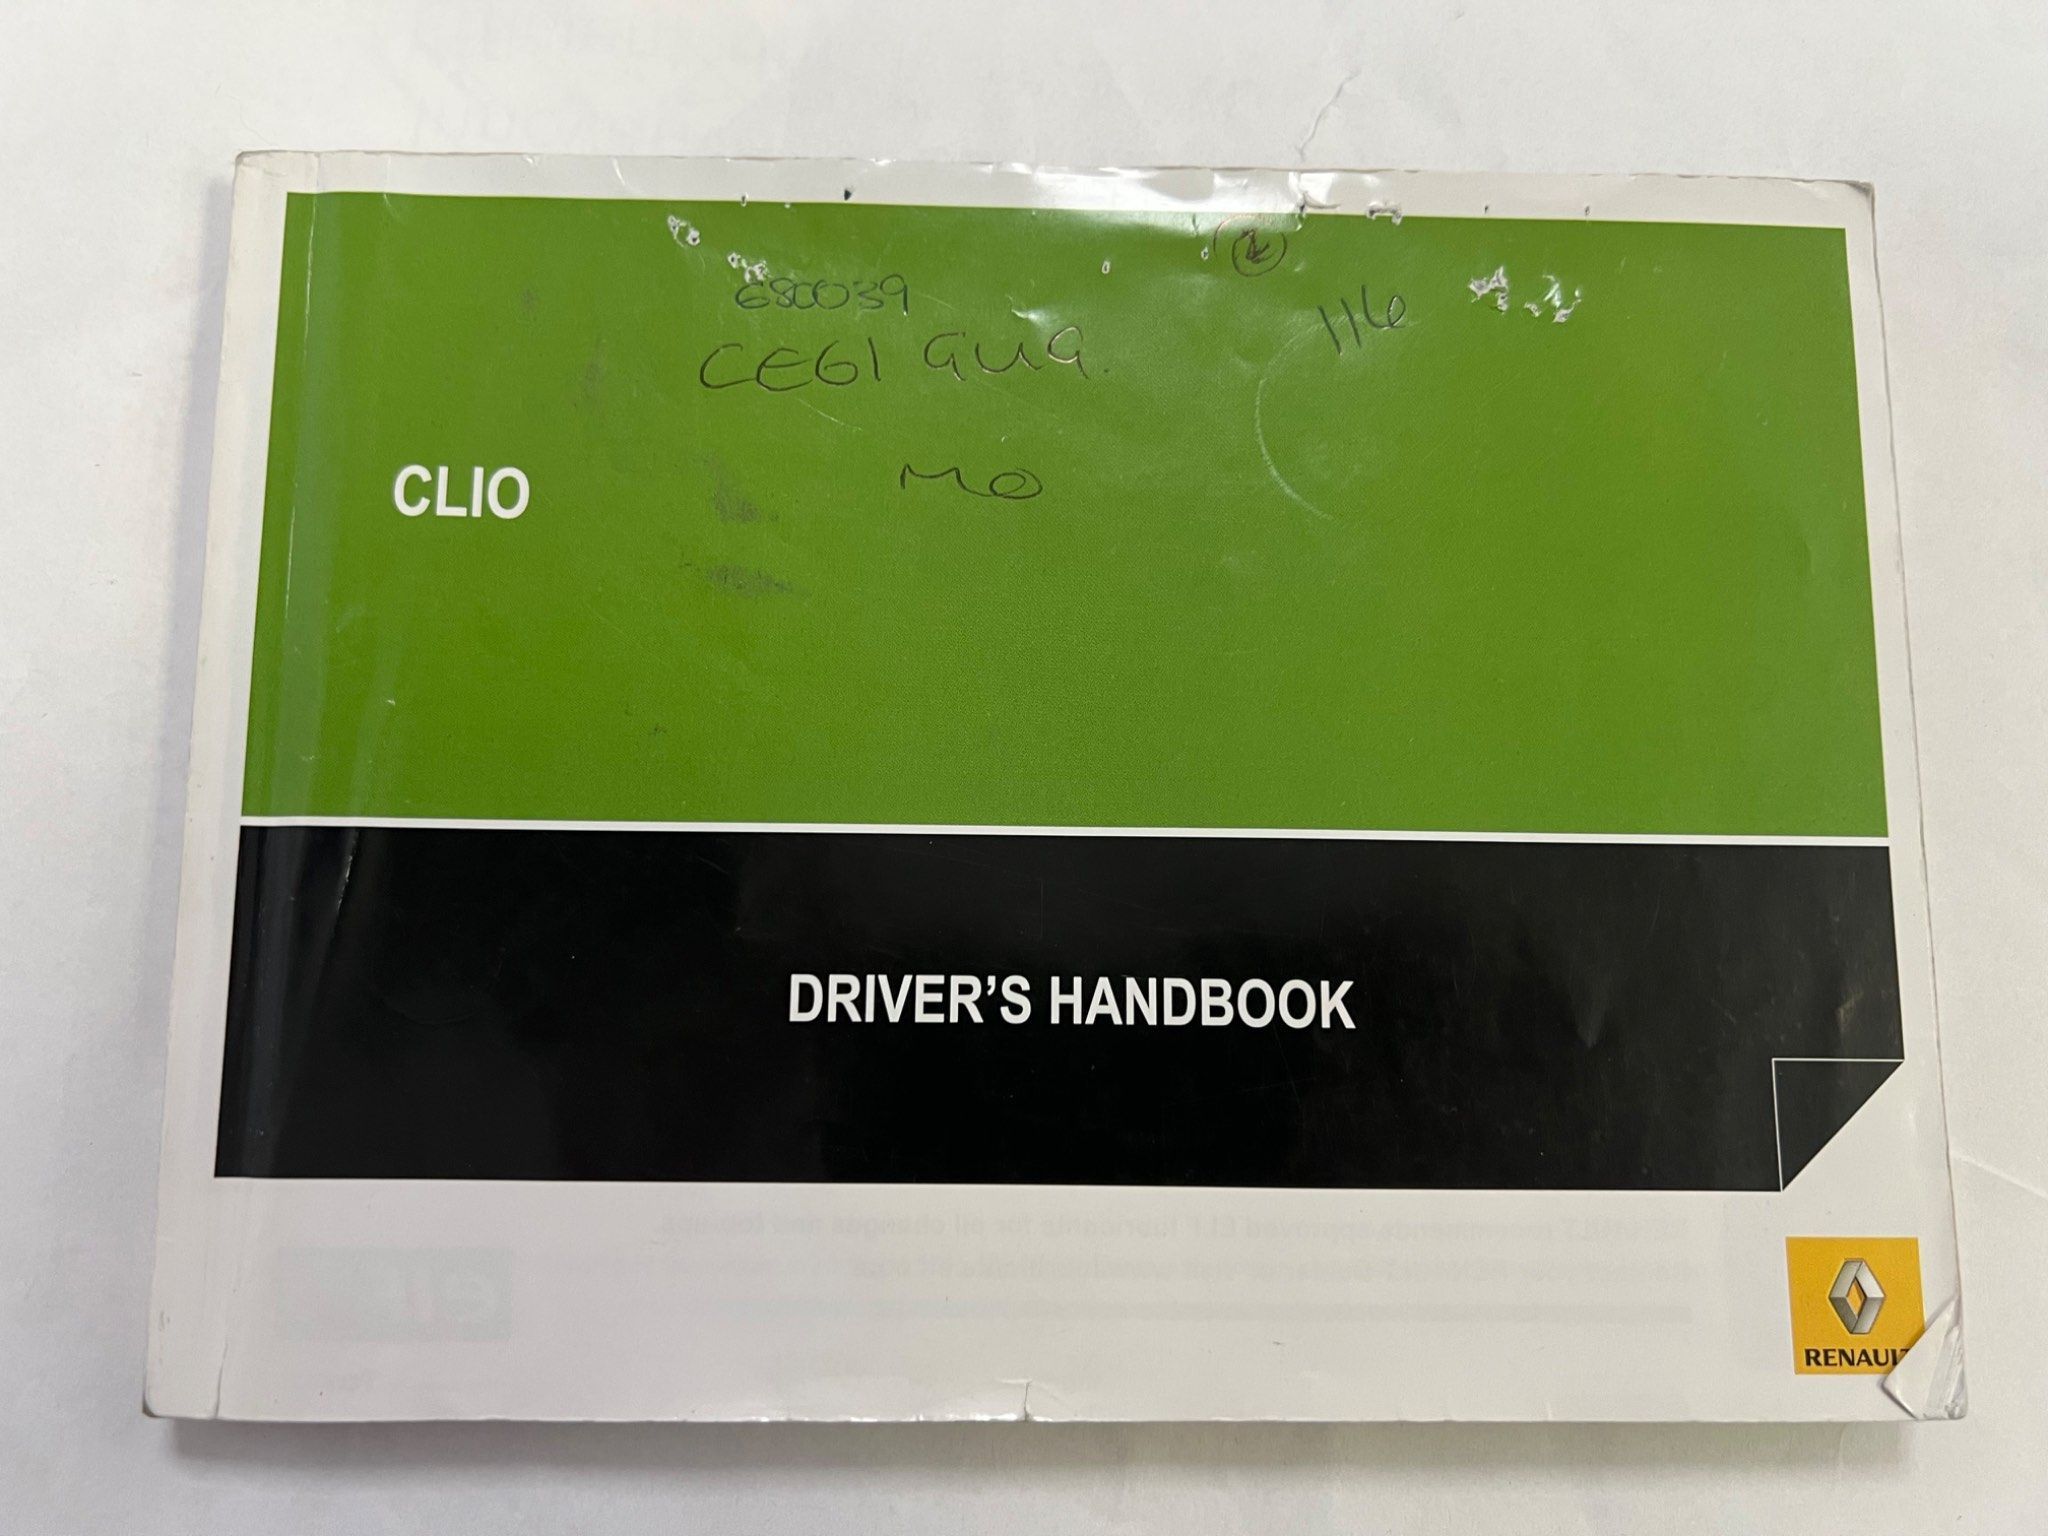 680039
CE61 GUG.
116
MO
CLIO
DRIVER'S HANDBOOK
RENAULT